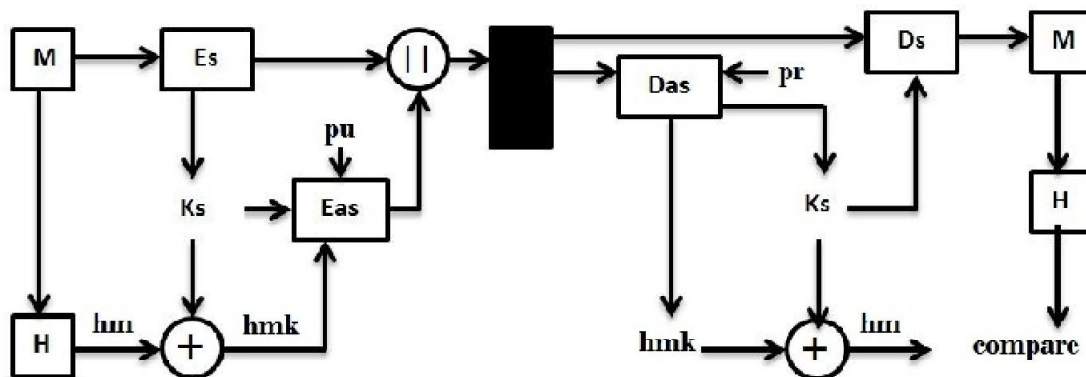 M Es || Ds M
Das pr
pu
Ks Eas Ks H
hm hmk hmk hm compare
H + +